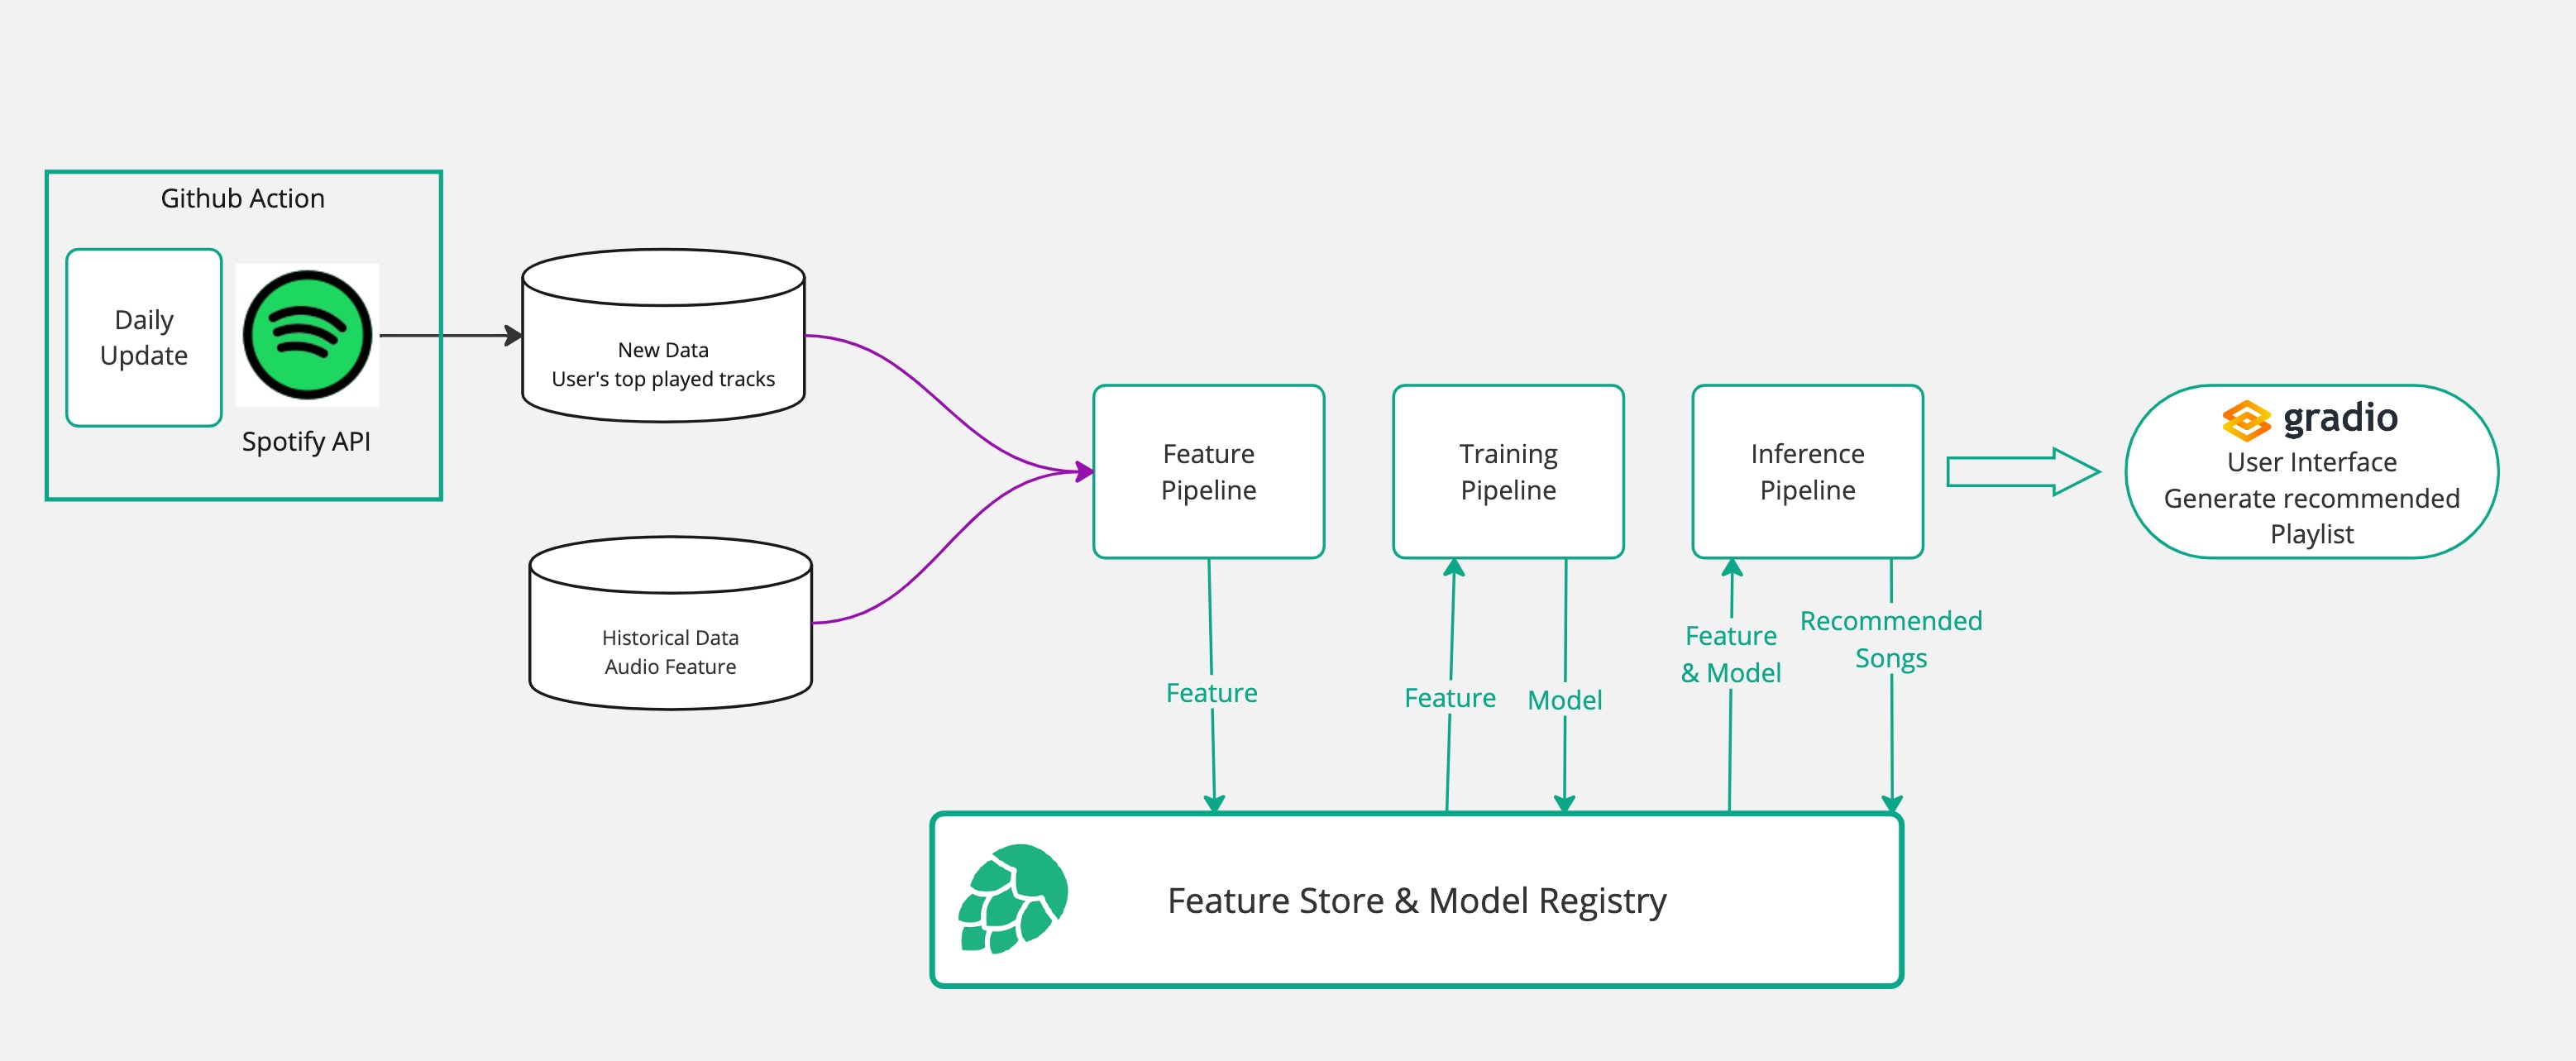 Github Action
Daily
Update
Spotify API
New Data
User's top played tracks
Historical Data
Audio Feature
Feature
Pipeline
Training
Pipeline
Inference
Pipeline
gradio
User Interface
Generate recommended
Playlist
Feature
Feature
Model
Feature
& Model
Recommended
Songs
Feature Store & Model Registry